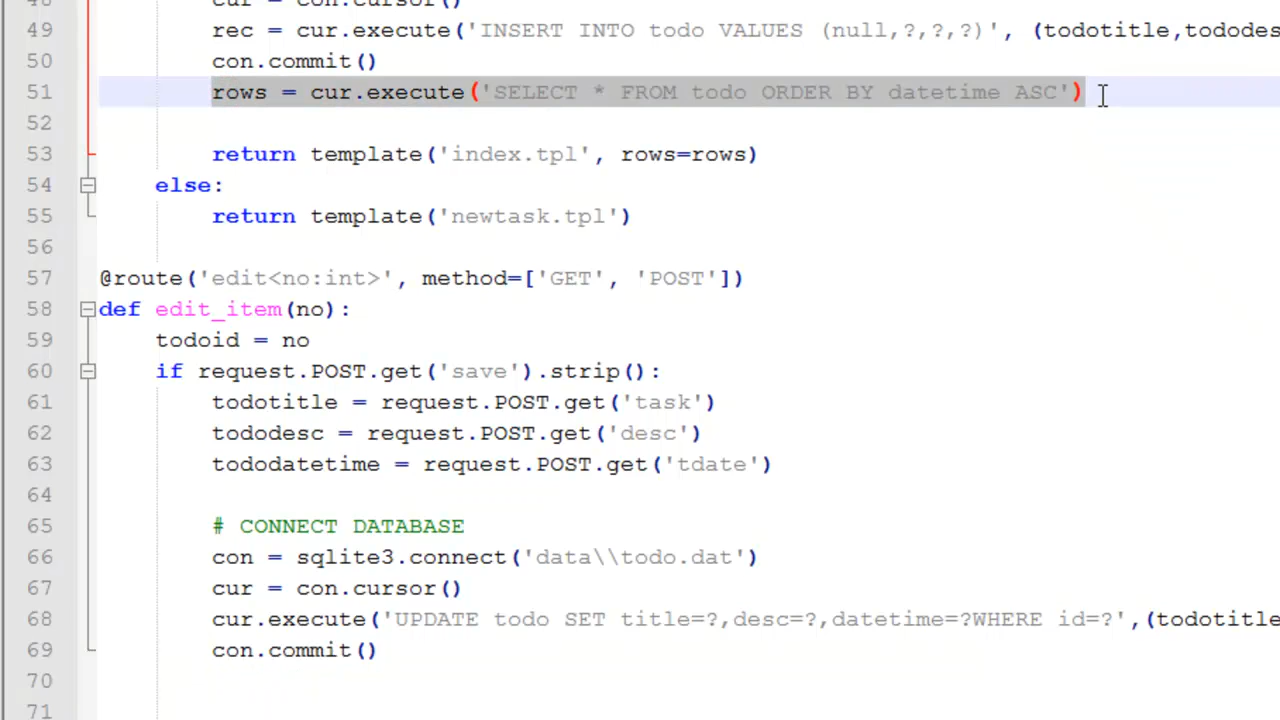 48 cur = con.cursor()
49 rec = cur.execute('INSERT INTO todo VALUES (null,?,?,?)', (todotitle,tododes
50 con.commit()
51 rows = cur.execute('SELECT * FROM todo ORDER BY datetime ASC')
52
53 return template('index.tpl', rows=rows)
54 else:
55 return template('newtask.tpl')
56
57 @route('edit<no:int>', method=['GET', 'POST'])
58 def edit_item(no):
59 todoid = no
60 if request.POST.get('save').strip():
61 todotitle = request.POST.get('task')
62 tododesc = request.POST.get('desc')
63 tododatetime = request.POST.get('tdate')
64
65 # CONNECT DATABASE
66 con = sqlite3.connect('data\\todo.dat')
67 cur = con.cursor()
68 cur.execute('UPDATE todo SET title=?,desc=?,datetime=?WHERE id=?',(todotitle
69 con.commit()
70
71